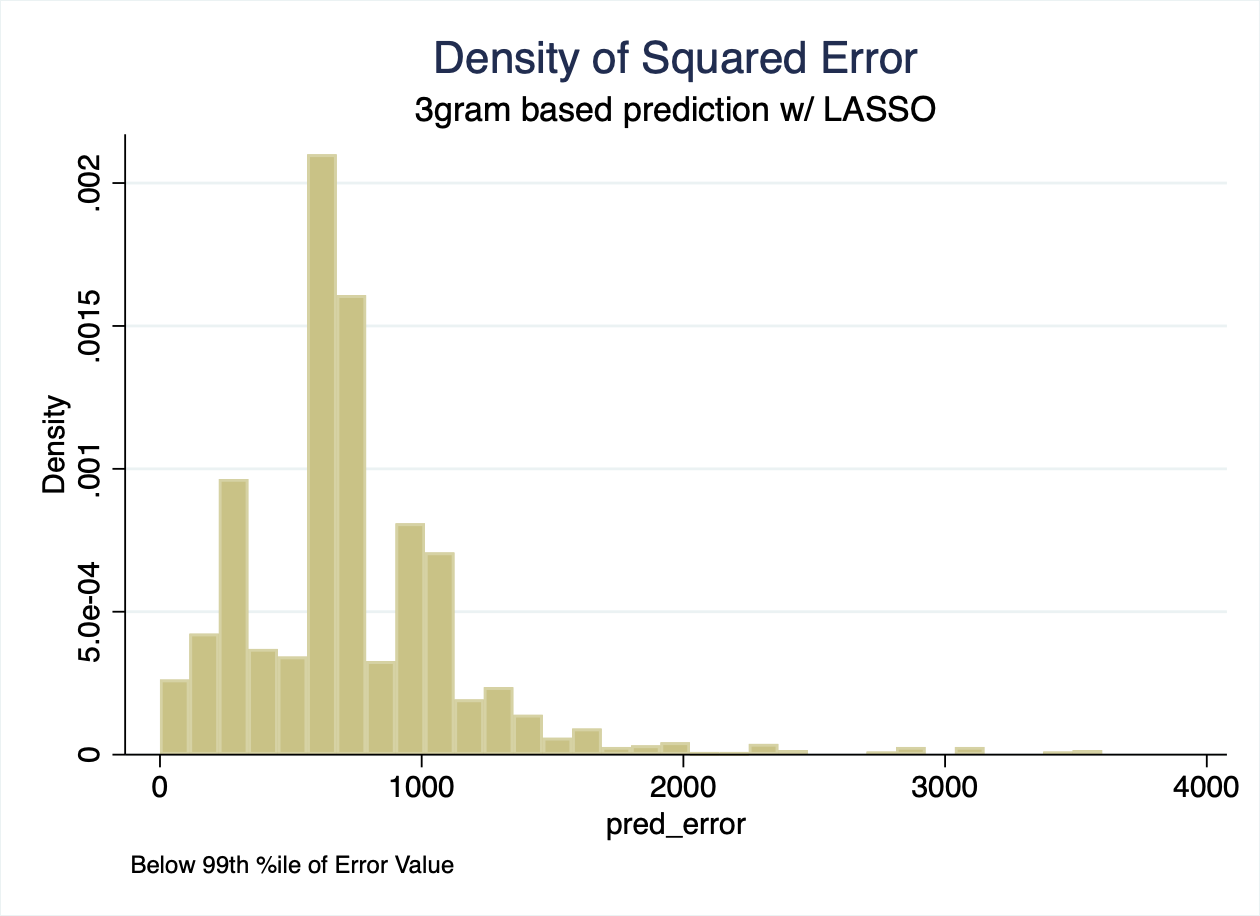 Density of Squared Error
3gram based prediction w/ LASSO
Density
.002
.0015
.001
5.0e-04
0
0 1000 2000 3000 4000
pred_error
Below 99th %ile of Error Value